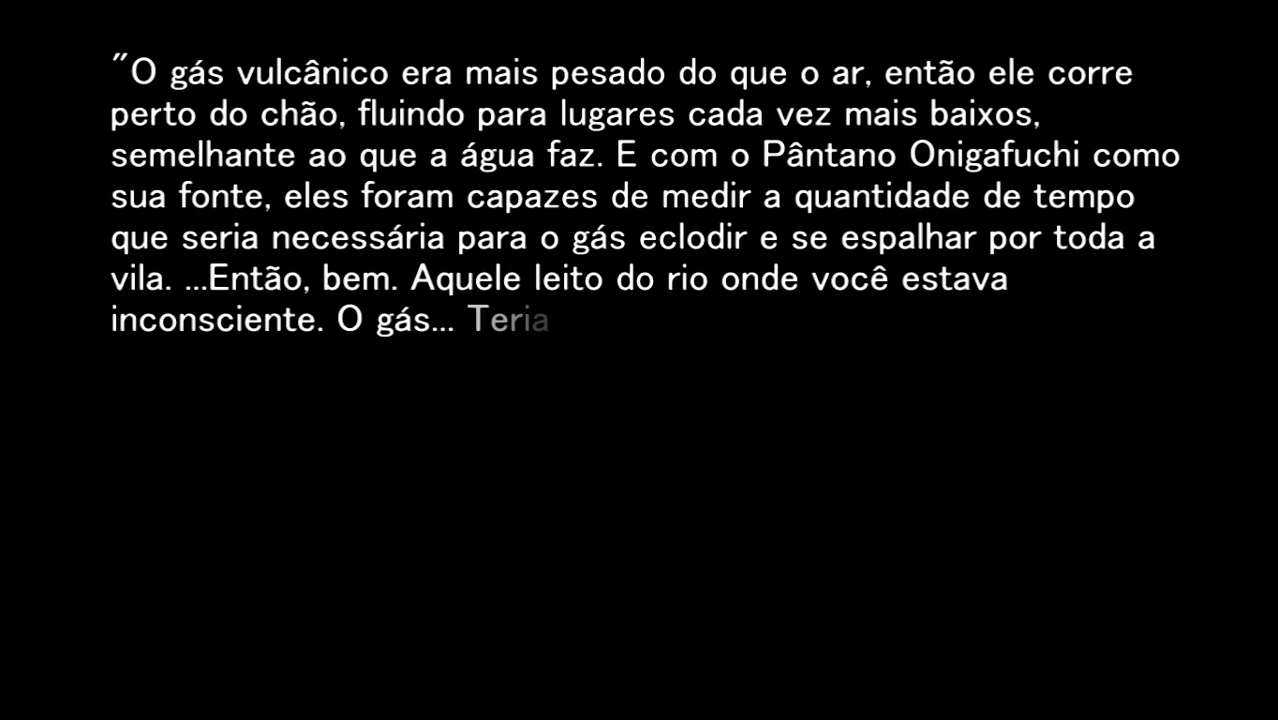 "O gás vulcânico era mais pesado do que o ar, então ele corre
perto do chão, fluindo para lugares cada vez mais baixos,
semelhante ao que a água faz. E com o Pântano Onigafuchi como
sua fonte, eles foram capazes de medir a quantidade de tempo
que seria necessária para o gás eclodir e se espalhar por toda a
vila. ...Então, bem. Aquele leito do rio onde você estava
inconsciente. O gás... Teria